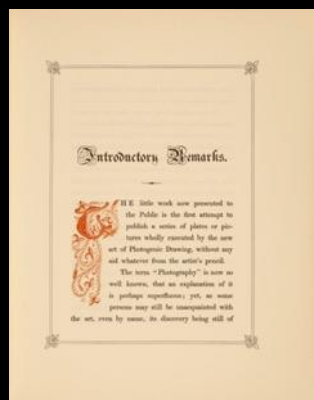 Introductory Remarks.
THE little work now presented to
the Public is the first attempt to
publish a series of plates or pic-
tures wholly executed by the new
art of Photogenic Drawing, without any
aid whatever from the artist's pencil.
The term "Photography" is now so
well known, that an explanation of it
is perhaps superfluous; yet, as some
persons may still be unacquainted with
the art, even by name, its discovery being still of